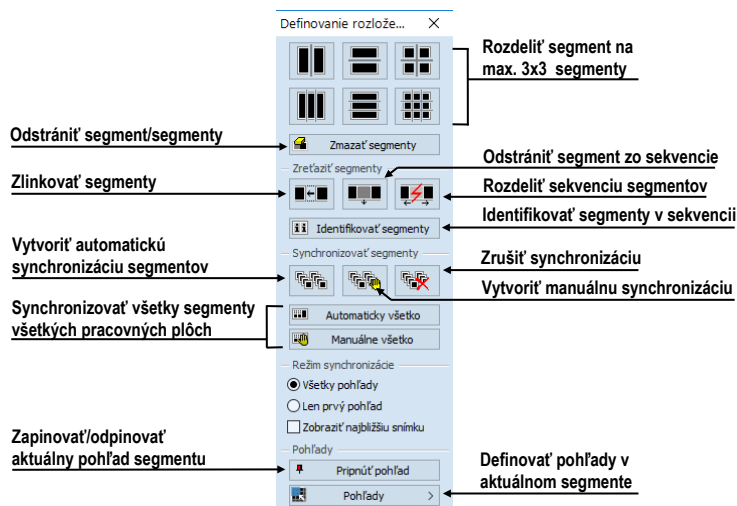 Definovanie rozlože...
Rozdeliť segment na
max. 3x3 segmenty
Odstrániť segment/segmenty
Zmazať segmenty
Zreťaziť segmenty
Odstrániť segment zo sekvencie
Zlinkovať segmenty
Rozdeliť sekvenciu segmentov
Identifikovať segmenty v sekvencii
Identifikovať segmenty
Synchronizovať segmenty
Vytvoriť automatickú
synchronizáciu segmentov
Zrušiť synchronizáciu
Vytvoriť manuálnu synchronizáciu
Synchronizovať všetky segmenty
všetkých pracovných plôch
Automaticky všetko
Manuálne všetko
Režim synchronizácie
Všetky pohľady
Len prvý pohľad
Zobraziť najbližšiu snímku
Pohľady
Zapinovať/odpinovať
aktuálny pohľad segmentu
Pripnúť pohľad
Definovať pohľady v
aktuálnom segmente
Pohľady